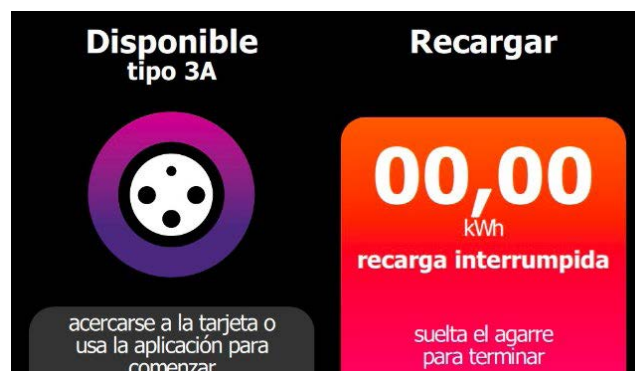 Disponible
tipo 3A
acercarse a la tarjeta o
usa la aplicación para
comenzar
Recargar
00,00
kWh
recarga interrumpida
suelta el agarre
para terminar